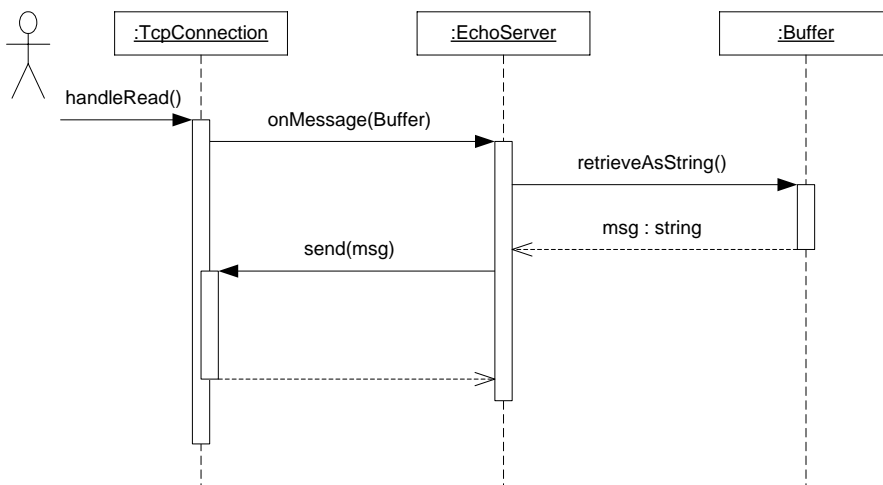 :TcpConnection
:EchoServer
:Buffer
handleRead()
onMessage(Buffer)
retrieveAsString()
msg : string
send(msg)